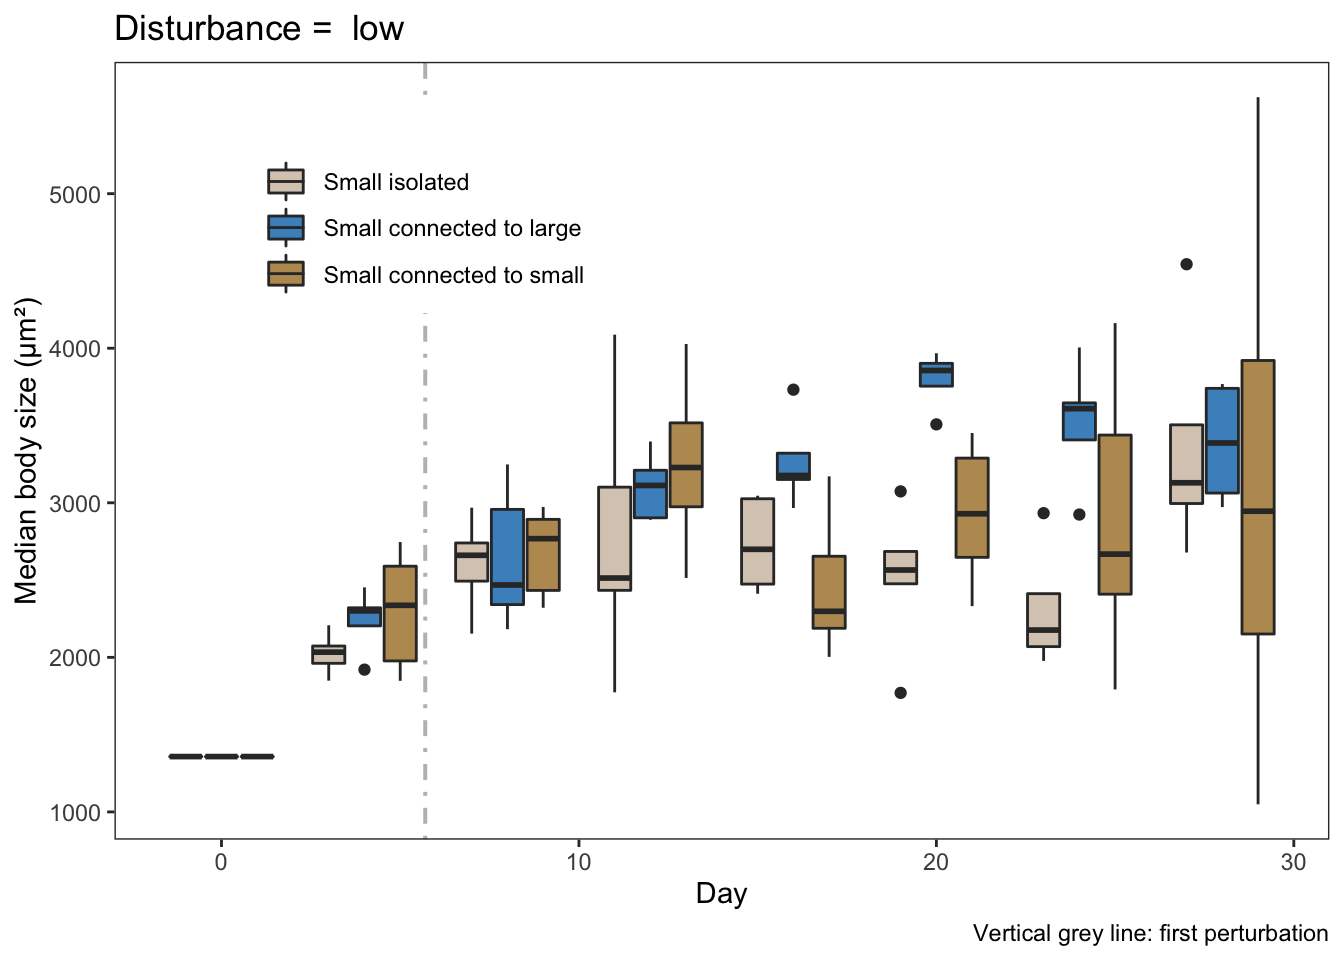 Disturbance =  low
Median body size (μm²)
5000
4000
3000
2000
1000
Small isolated
Small connected to large
Small connected to small
0
10
20
30
Day
Vertical grey line: first perturbation